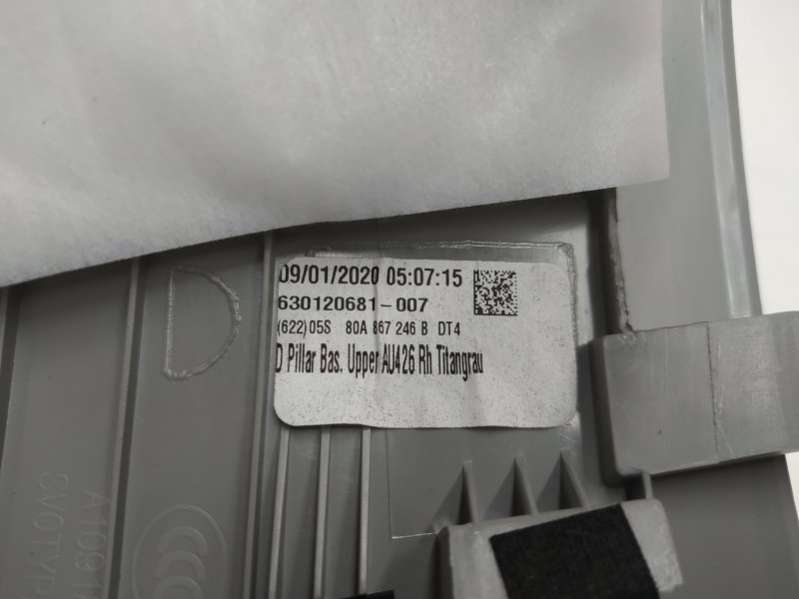 09/01/2020 05:07:15
630120681-007
(622)05S 80A 867 246 B DT4
D Pillar Bas. Upper AU426 Rh Titangrau
D
CCC